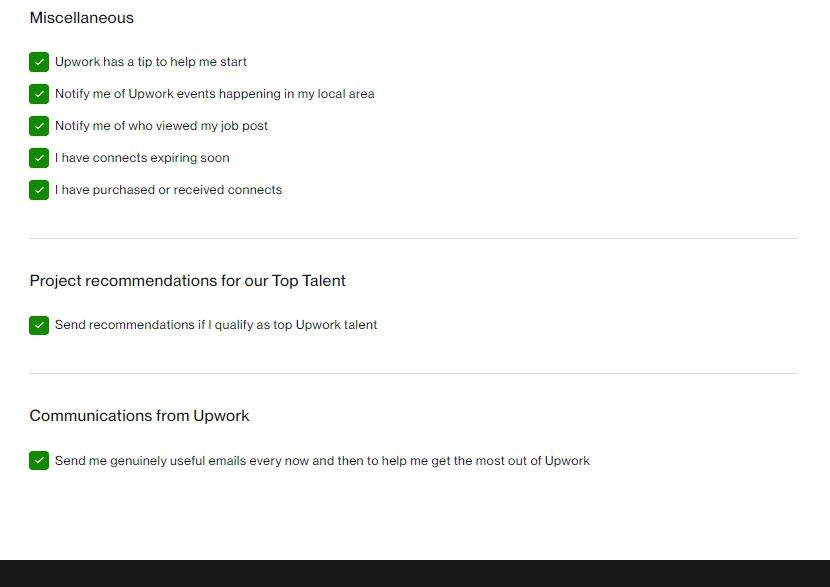 Miscellaneous
Upwork has a tip to help me start
Notify me of Upwork events happening in my local area
Notify me of who viewed my job post
I have connects expiring soon
I have purchased or received connects
Project recommendations for our Top Talent
Send recommendations if I qualify as top Upwork talent
Communications from Upwork
Send me genuinely useful emails every now and then to help me get the most out of Upwork